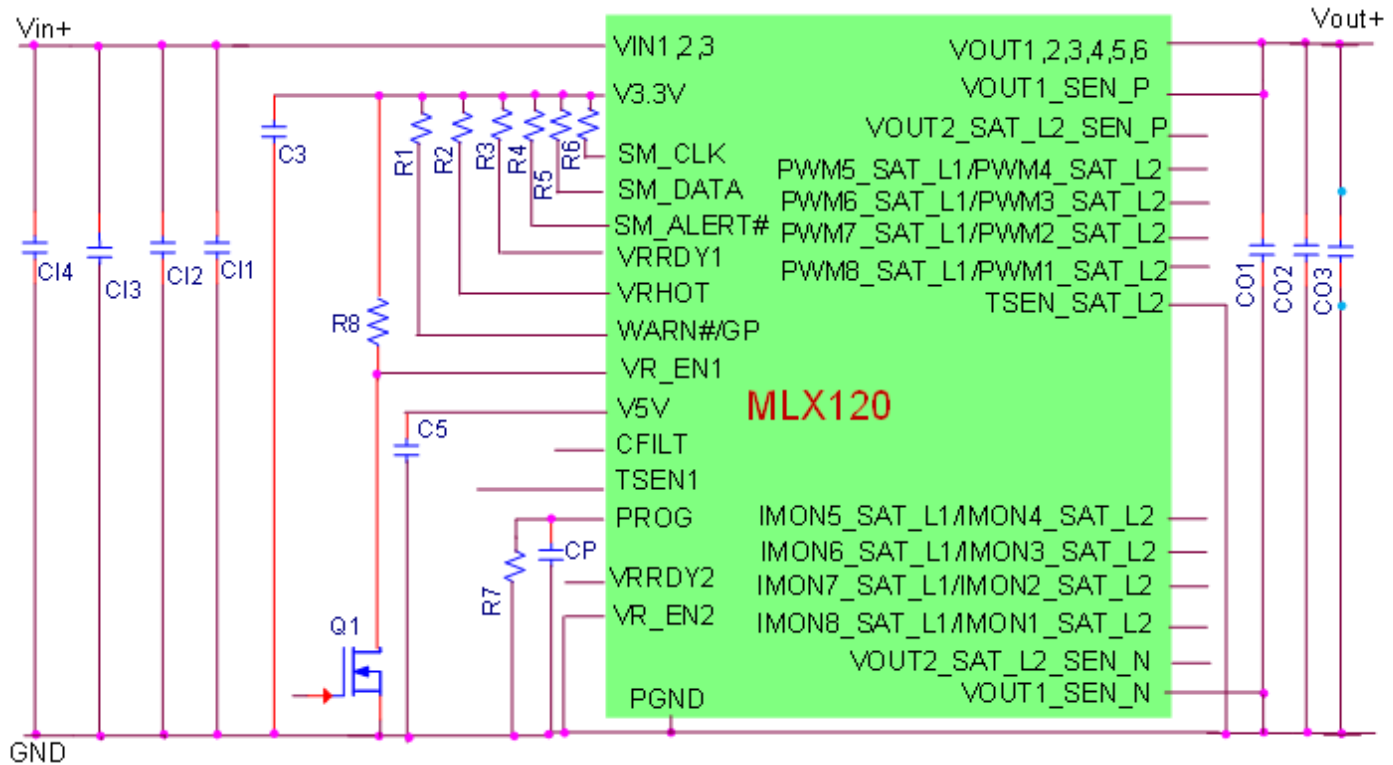 Vin+
Vout+
VIN1,2,3
VOUT1,2,3,4,5,6
V3.3V
VOUT1_SEN_P
VOUT2_SAT_L2_SEN_P
C3
R1
R2
R3
R4
R5
R6
SM_CLK
PWM5_SAT_L1/PWM4_SAT_L2
SM_DATA
PWM6_SAT_L1/PWM3_SAT_L2
SM_ALERT#
PWM7_SAT_L1/PWM2_SAT_L2
VRRDY1
PWM8_SAT_L1/PWM1_SAT_L2
CI4
CI3
CI2
CI1
VRHOT
TSEN_SAT_L2
CO1
CO2
CO3
R8
WARN#/GP
VR_EN1
MLX120
V5V
C5
CFILT
TSEN1
PROG
IMON5_SAT_L1/IMON4_SAT_L2
CP
IMON6_SAT_L1/IMON3_SAT_L2
R7
VRRDY2
IMON7_SAT_L1/IMON2_SAT_L2
VR_EN2
IMON8_SAT_L1/IMON1_SAT_L2
Q1
VOUT2_SAT_L2_SEN_N
PGND
VOUT1_SEN_N
GND